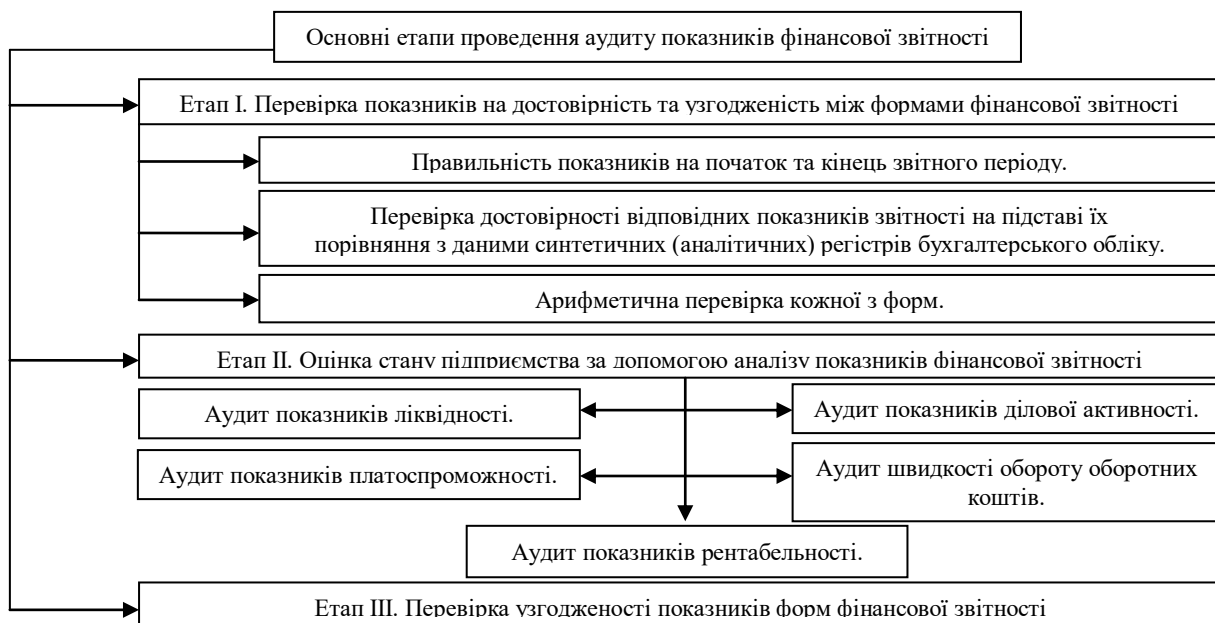 Основні етапи проведення аудиту показників фінансової звітності
Етап І. Перевірка показників на достовірність та узгодженість між формами фінансової звітності
Правильність показників на початок та кінець звітного періоду.
Перевірка достовірності відповідних показників звітності на підставі їх
порівняння з даними синтетичних (аналітичних) регістрів бухгалтерського обліку.
Арифметична перевірка кожної з форм.
Етап ІІ. Оцінка стану підприємства за допомогою аналізу показників фінансової звітності
Аудит показників ліквідності.
Аудит показників ділової активності.
Аудит показників платоспроможності.
Аудит швидкості обороту оборотних
коштів.
Аудит показників рентабельності.
Етап ІІІ. Перевірка узгодженості показників форм фінансової звітності